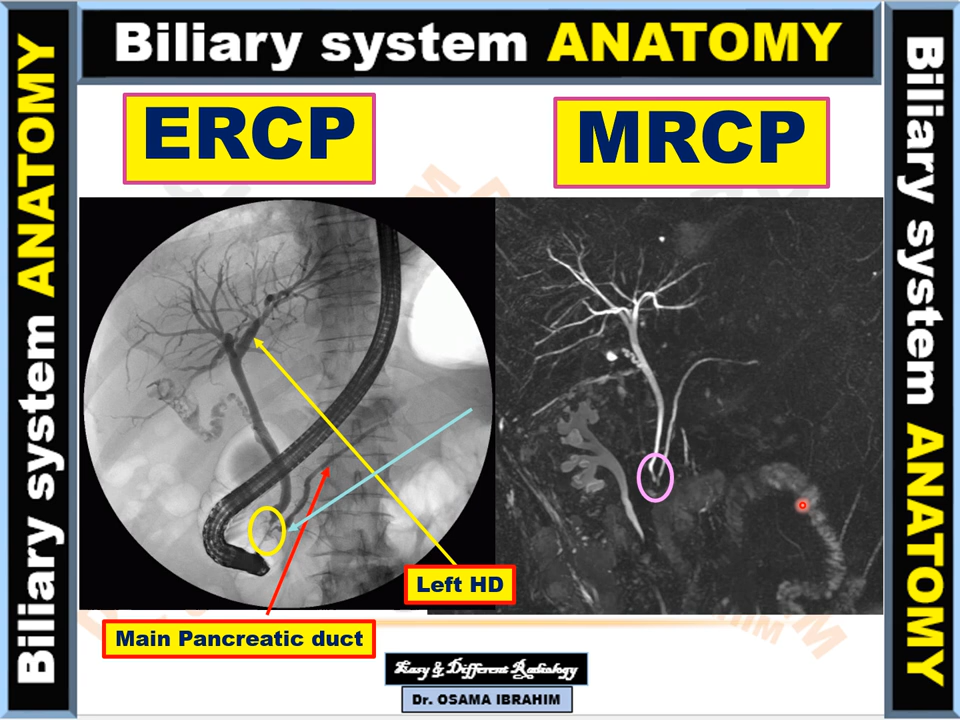 Biliary system ANATOMY
Biliary system ANATOMY
Biliary system ANATOMY
ERCP
MRCP
Left HD
Main Pancreatic duct
Easy & Different Radiology
Dr. OSAMA IBRAHIM